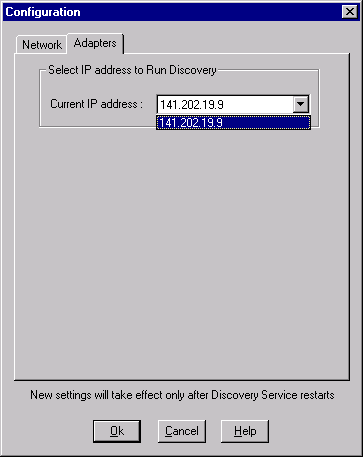 Configuration
Network Adapters
Select IP address to Run Discovery
Current IP address : 141.202.19.9
141.202.19.9
New settings will take effect only after Discovery Service restarts
Ok Cancel Help